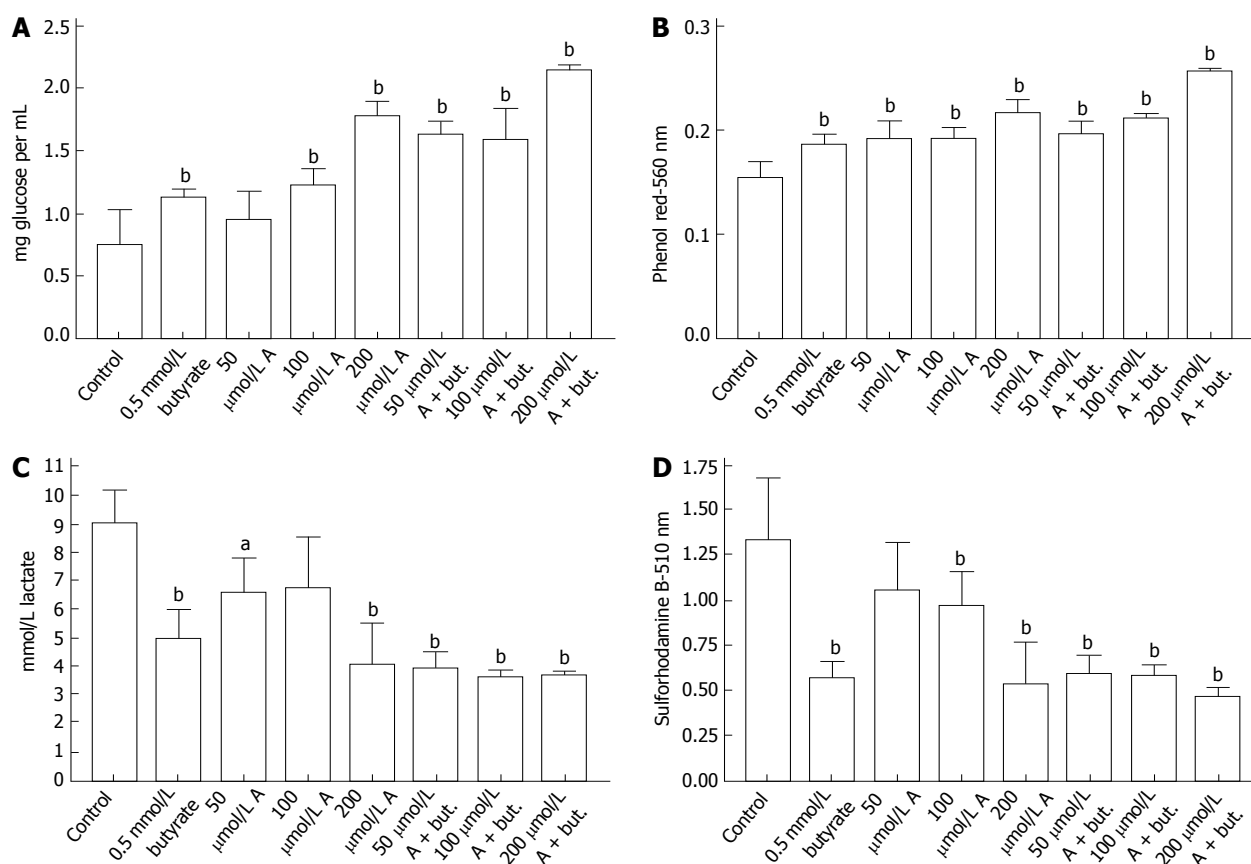 A
mg glucose per mL
2.5
2.0
1.5
1.0
0.5
0.0
b
b
b
b
b
b
Control
0.5 mmol/L
butyrate
50
μmol/L A
100
μmol/L A
200
μmol/L A
50 μmol/L
A + but.
100 μmol/L
A + but.
200 μmol/L
A + but.
B
Phenol red-560 nm
0.3
0.2
0.1
0.0
b
b
b
b
b
b
b
Control
0.5 mmol/L
butyrate
50
μmol/L A
100
μmol/L A
200
μmol/L A
50 μmol/L
A + but.
100 μmol/L
A + but.
200 μmol/L
A + but.
C
mmol/L lactate
11
10
9
8
7
6
5
4
3
2
1
0
b
a
b
b
b
b
Control
0.5 mmol/L
butyrate
50
μmol/L A
100
μmol/L A
200
μmol/L A
50 μmol/L
A + but.
100 μmol/L
A + but.
200 μmol/L
A + but.
D
Sulforhodamine B-510 nm
1.75
1.50
1.25
1.00
0.75
0.50
0.25
0.00
b
b
b
b
b
b
Control
0.5 mmol/L
butyrate
50
μmol/L A
100
μmol/L A
200
μmol/L A
50 μmol/L
A + but.
100 μmol/L
A + but.
200 μmol/L
A + but.